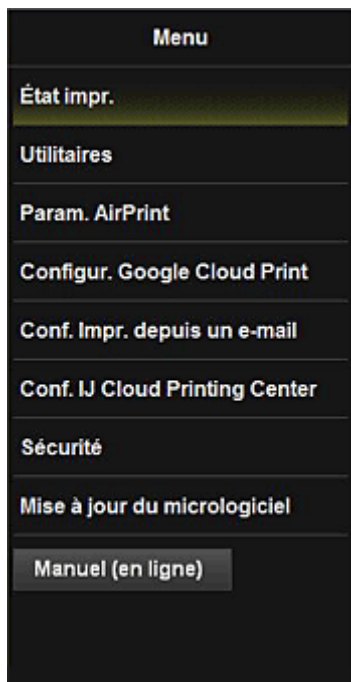 Menu
État impr.
Utilitaires
Param. AirPrint
Configur. Google Cloud Print
Conf. Impr. depuis un e-mail
Conf. IJ Cloud Printing Center
Sécurité
Mise à jour du micrologiciel
Manuel (en ligne)